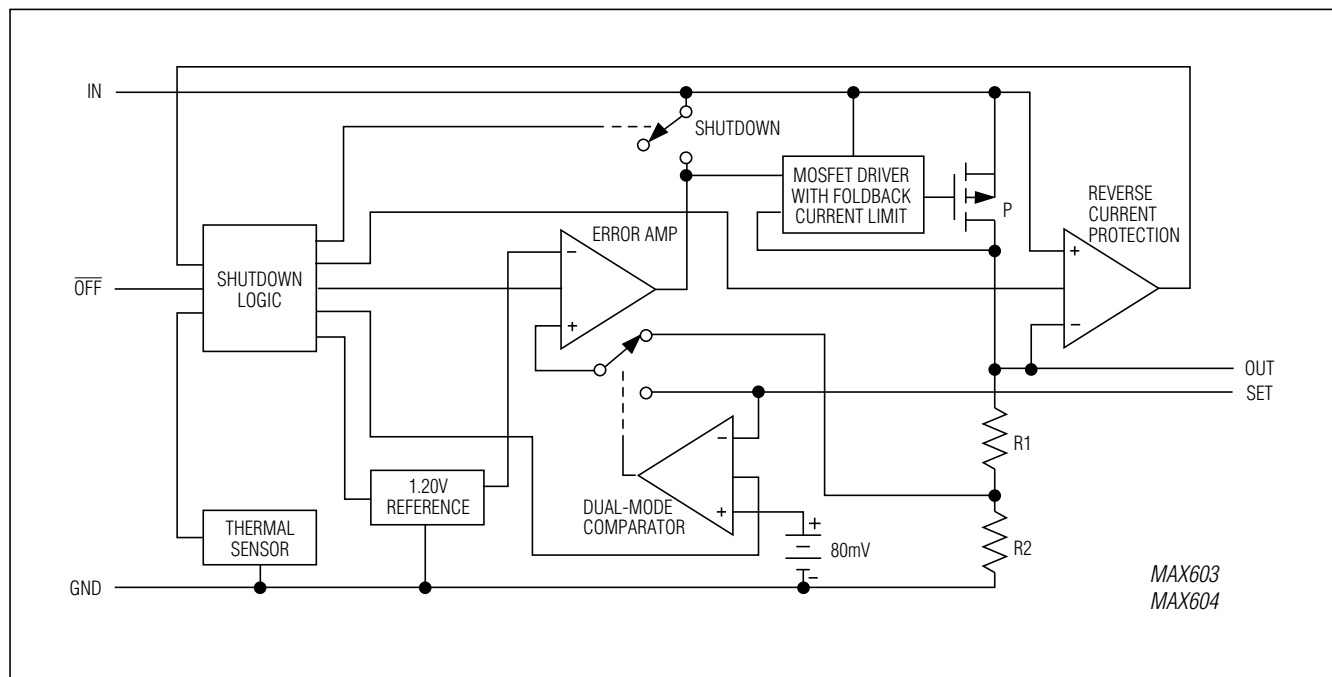 IN
SHUTDOWN
MOSFET DRIVER
WITH FOLDBACK
CURRENT LIMIT
P
REVERSE
CURRENT
PROTECTION
ERROR AMP
−
+
+
−
OFF
SHUTDOWN
LOGIC
OUT
SET
−
+
R1
1.20V
REFERENCE
DUAL-MODE
COMPARATOR
+
−
80mV
R2
THERMAL
SENSOR
GND
MAX603
MAX604